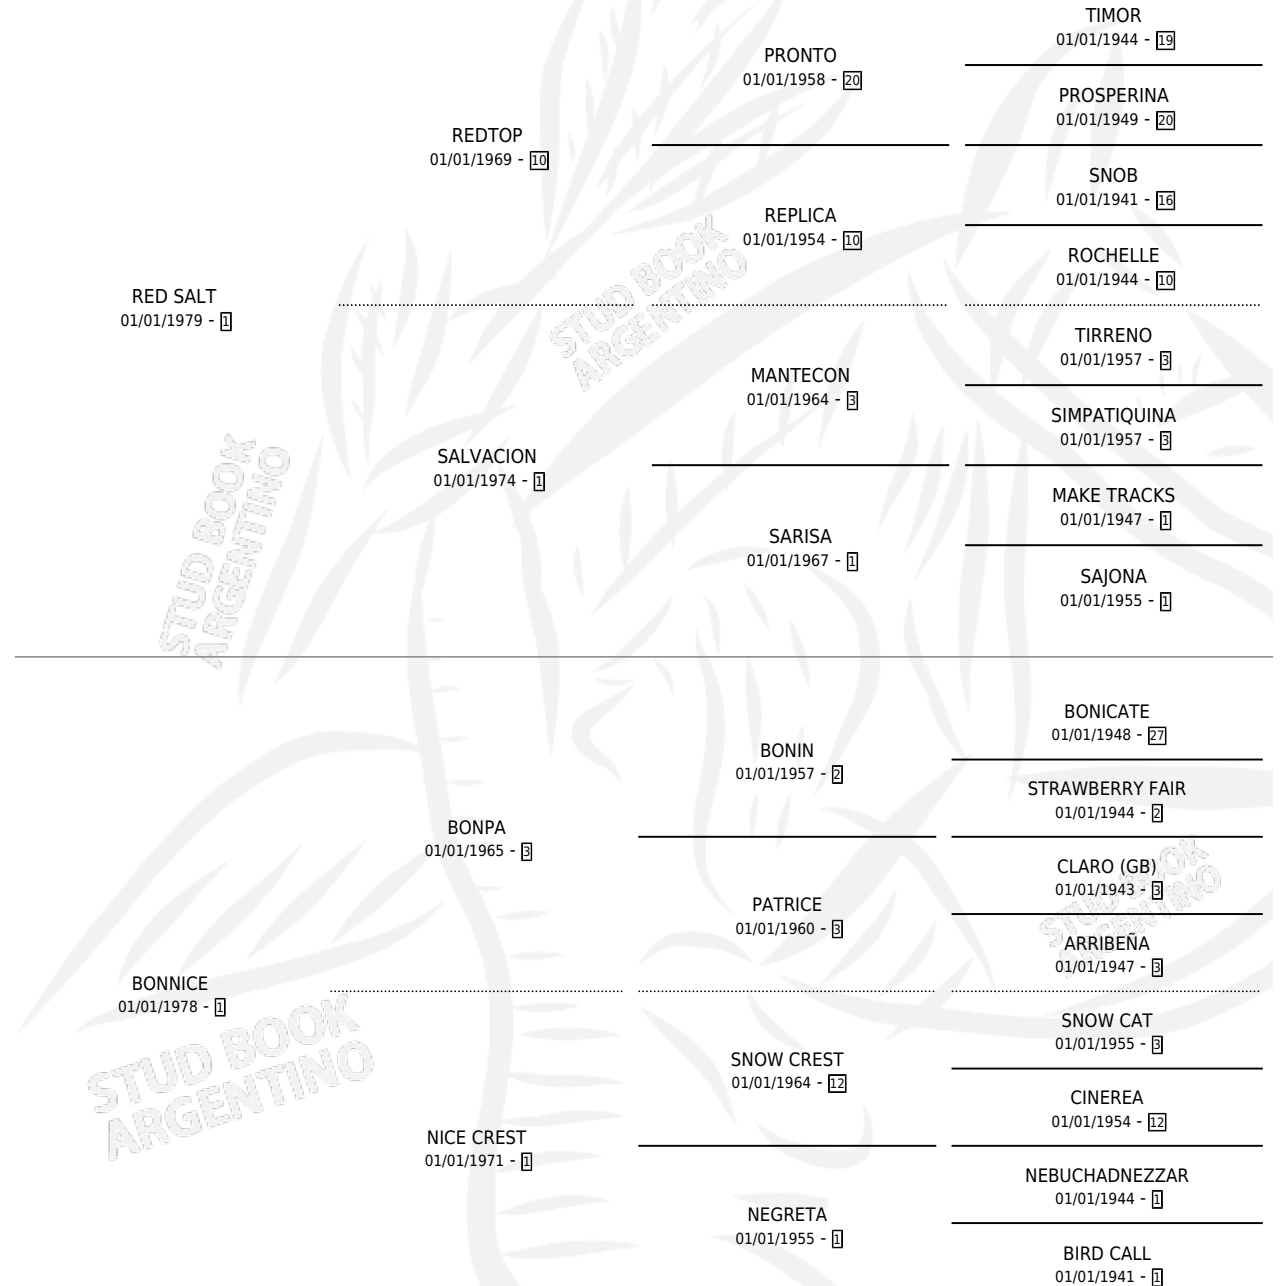 TIMOR
01/01/1944 - 19
PRONTO
01/01/1958 - 20
PROSPERINA
01/01/1949 - 20
REDTOP
01/01/1969 - 10
SNOB
01/01/1941 - 16
REPLICA
01/01/1954 - 10
ROCHELLE
01/01/1944 - 10
RED SALT
01/01/1979 - 1
TIRRENO
01/01/1957 - 3
MANTECON
01/01/1964 - 3
SIMPATIQUINA
01/01/1957 - 3
SALVACION
01/01/1974 - 1
MAKE TRACKS
01/01/1947 - 1
SARISA
01/01/1967 - 1
SAJONA
01/01/1955 - 1
BONICATE
01/01/1948 - 27
BONIN
01/01/1957 - 2
STRAWBERRY FAIR
01/01/1944 - 2
BONPA
01/01/1965 - 3
CLARO (GB)
01/01/1943 - 3
PATRICE
01/01/1960 - 3
ARRIBEÑA
01/01/1947 - 3
BONNICE
01/01/1978 - 1
SNOW CAT
01/01/1955 - 3
SNOW CREST
01/01/1964 - 12
CINEREA
01/01/1954 - 12
NICE CREST
01/01/1971 - 1
NEBUCHADNEZZAR
01/01/1944 - 1
NEGRETA
01/01/1955 - 1
BIRD CALL
01/01/1941 - 1
STUD BOOK
ARGENTINO
STUD BOOK
ARGENTINO
STUD BOOK
ARGENTINO
STUD BOOK
ARGENTINO